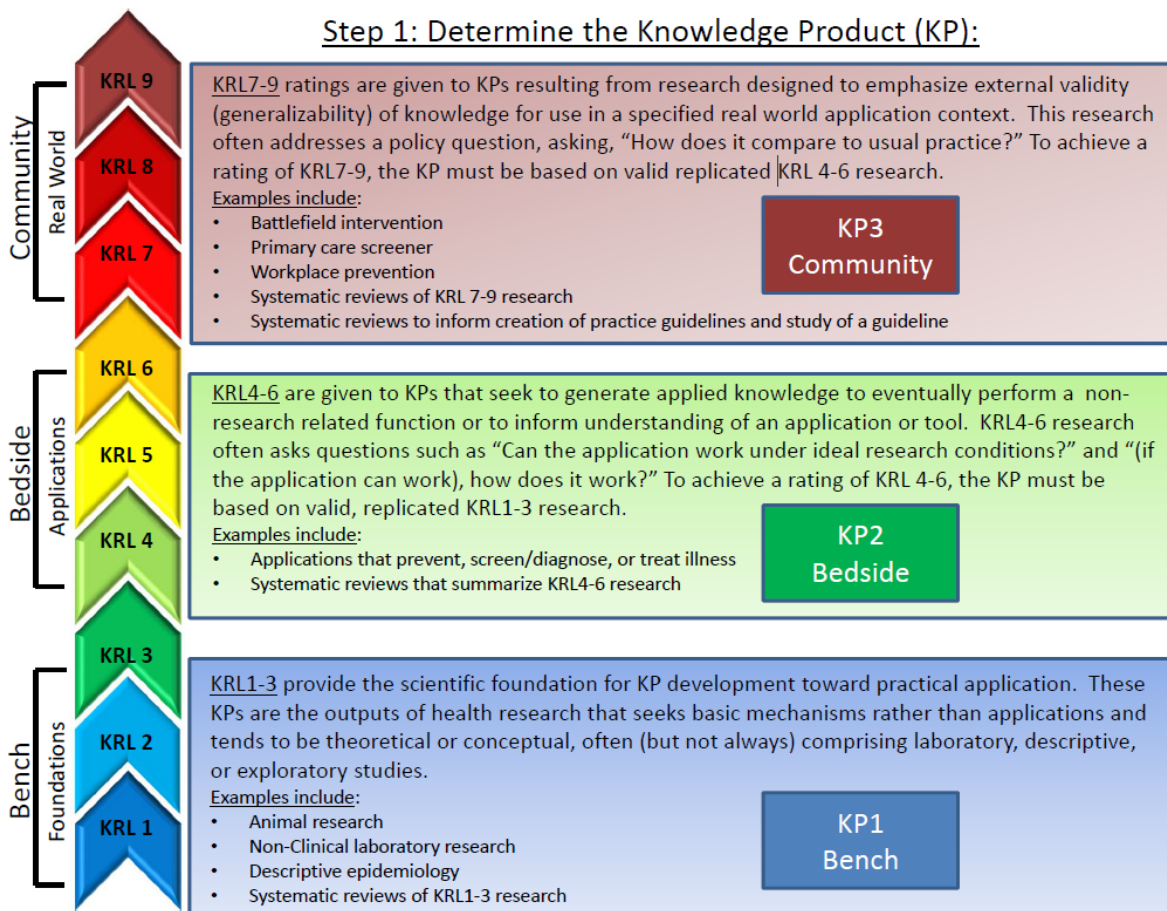 Step 1: Determine the Knowledge Product (KP):
Community
Real World
KRL 9
KRL 8
KRL 7
KRL7-9 ratings are given to KPs resulting from research designed to emphasize external validity
(generalizability) of knowledge for use in a specified real world application context. This research
often addresses a policy question, asking, “How does it compare to usual practice?” To achieve a
rating of KRL7-9, the KP must be based on valid replicated KRL 4-6 research.
Examples include:
• Battlefield intervention
• Primary care screener
• Workplace prevention
• Systematic reviews of KRL 7-9 research
• Systematic reviews to inform creation of practice guidelines and study of a guideline
KP3
Community
Bedside
Applications
KRL 6
KRL 5
KRL 4
KRL4-6 are given to KPs that seek to generate applied knowledge to eventually perform a non-
research related function or to inform understanding of an application or tool. KRL4-6 research
often asks questions such as “Can the application work under ideal research conditions?” and “(if
the application can work), how does it work?” To achieve a rating of KRL 4-6, the KP must be
based on valid, replicated KRL1-3 research.
Examples include:
• Applications that prevent, screen/diagnose, or treat illness
• Systematic reviews that summarize KRL4-6 research
KP2
Bedside
Bench
Foundations
KRL 3
KRL 2
KRL 1
KRL1-3 provide the scientific foundation for KP development toward practical application. These
KPs are the outputs of health research that seeks basic mechanisms rather than applications and
tends to be theoretical or conceptual, often (but not always) comprising laboratory, descriptive,
or exploratory studies.
Examples include:
• Animal research
• Non-Clinical laboratory research
• Descriptive epidemiology
• Systematic reviews of KRL1-3 research
KP1
Bench